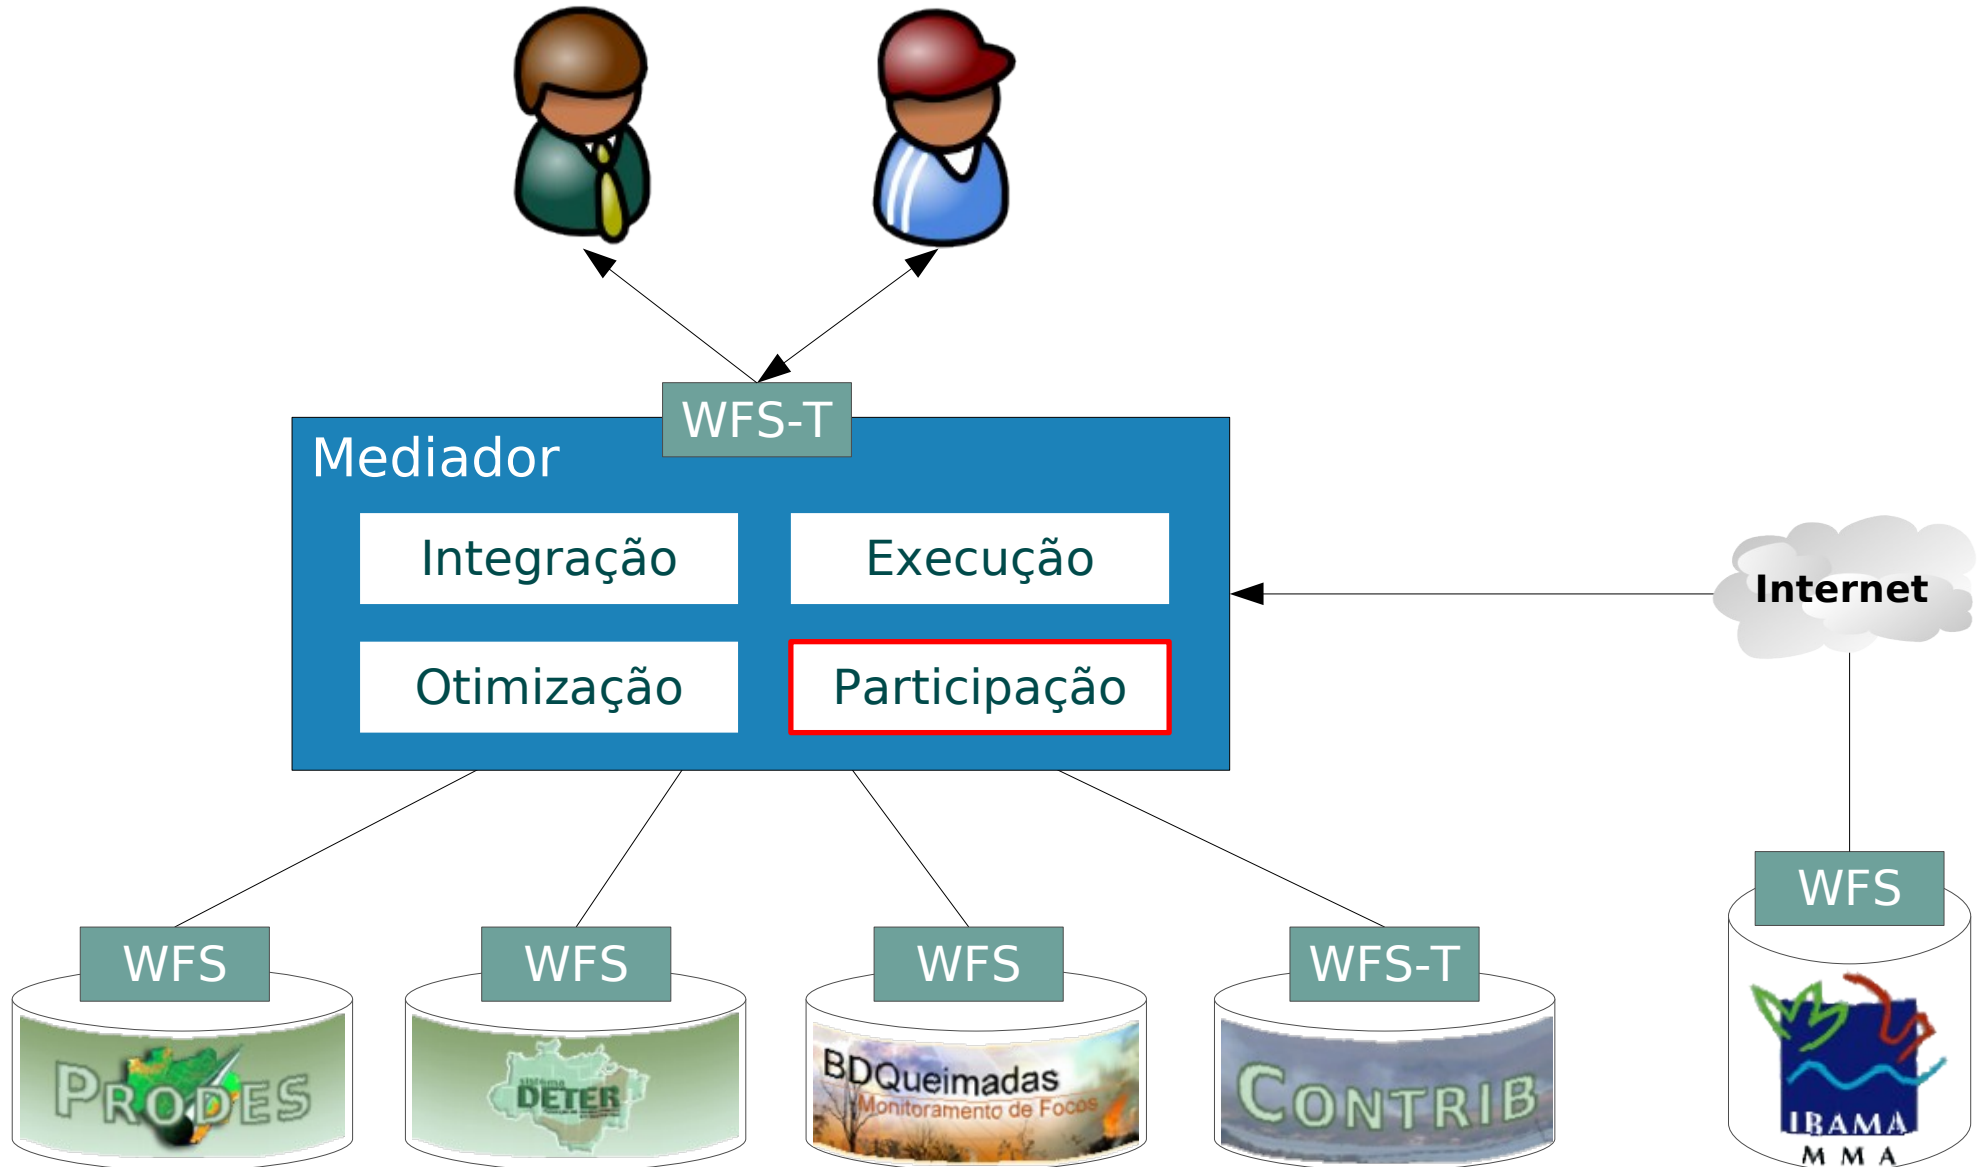 WFS-T
Mediador
Integração
Execução
Otimização
Participação
Internet
WFS
WFS
WFS
WFS-T
WFS
PRODES
sistema
DETER
BDQueimadas
Monitoramento de Focos
CONTRIB
IBAMA
M M A